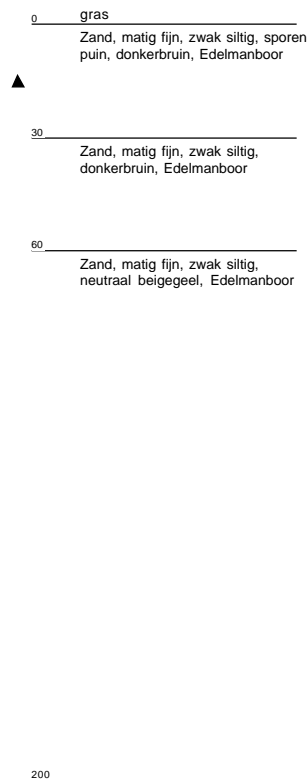 0 gras
Zand, matig fijn, zwak siltig, sporen
puin, donkerbruin, Edelmanboor
30
Zand, matig fijn, zwak siltig,
donkerbruin, Edelmanboor
60
Zand, matig fijn, zwak siltig,
neutraal beigegeel, Edelmanboor
200